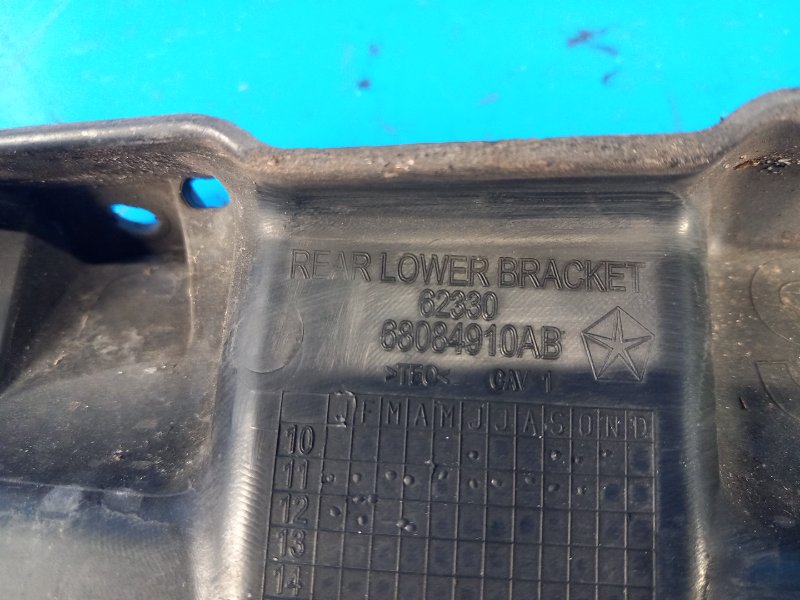 REAR LOWER BRACKET
62330
68084910AB
>TEO< CAV 1
J F M A M J J A S O N D
10
11
12
13
14